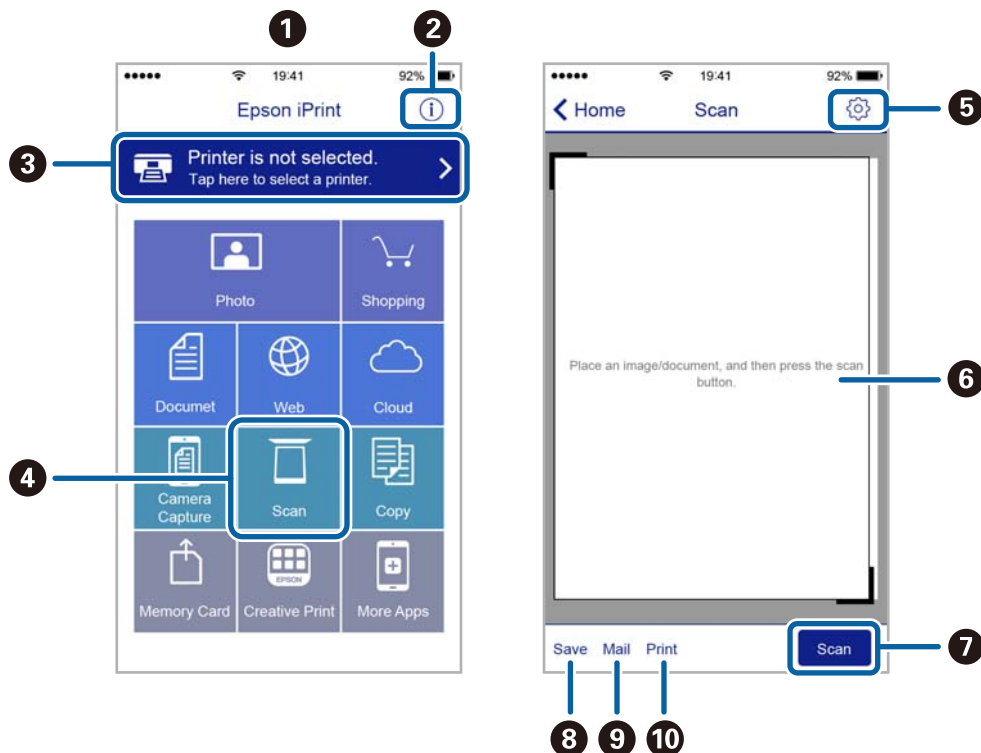 1
2
19:41
92%
Epson iPrint
i
3
Printer is not selected.
Tap here to select a printer.
Photo
Shopping
Documet
Web
Cloud
4
Camera
Capture
Scan
Copy
EPSON
Memory Card
Creative Print
More Apps
19:41
92%
Home
Scan
5
Place an image/document, and then press the scan
button.
6
Save
Mail
Print
Scan
7
8
9
10